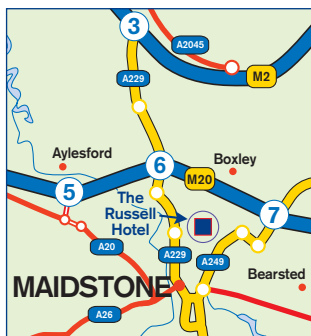 3
A2045
A229
M2
Aylesford
6
Boxley
M20
5
The
Russell
Hotel
7
A20
A229
A249
MAIDSTONE
Bearsted
A26